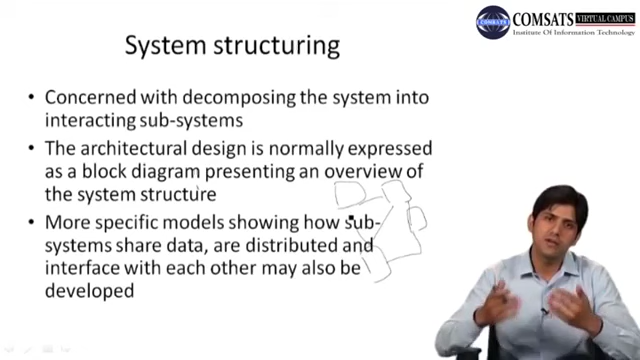 COMSATS VIRTUAL CAMPUS
Institute Of Information Technology
COMSATS
System structuring
• Concerned with decomposing the system into
interacting sub-systems
• The architectural design is normally expressed
as a block diagram presenting an overview of
the system structure
• More specific models showing how sub-
systems share data, are distributed and
interface with each other may also be
developed